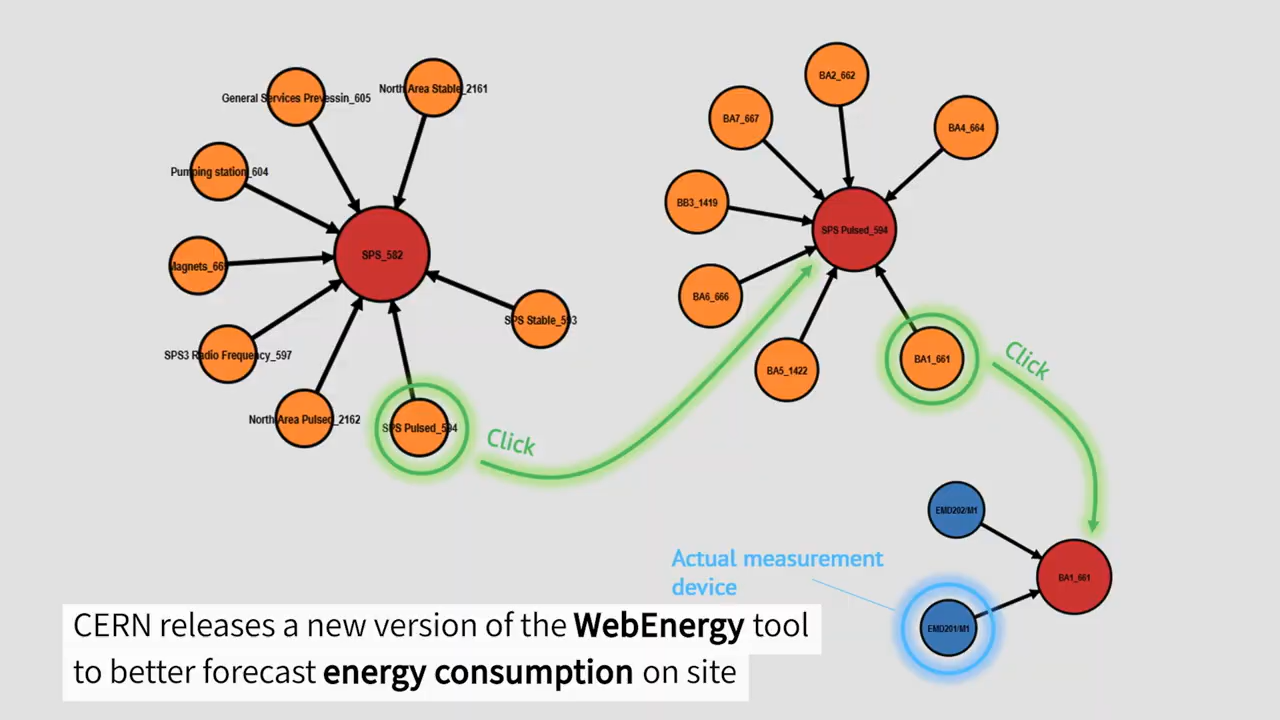 General Services Prevessin_605
North Area Stable_2161
Pumping station_604
SPS_582
SPS Stable_593
SPS3 Radio Frequency_597
North Area Pulsed_2162
SPS Pulsed_594
Click
BA2_662
BA7_667
BA4_664
BB3_1419
SPS Pulsed_594
BA6_666
BA5_1422
BA1_661
Click
EMD202/M1
BA1_661
EMD201/M1
Actual measurement
device
CERN releases a new version of the WebEnergy tool
to better forecast energy consumption on site